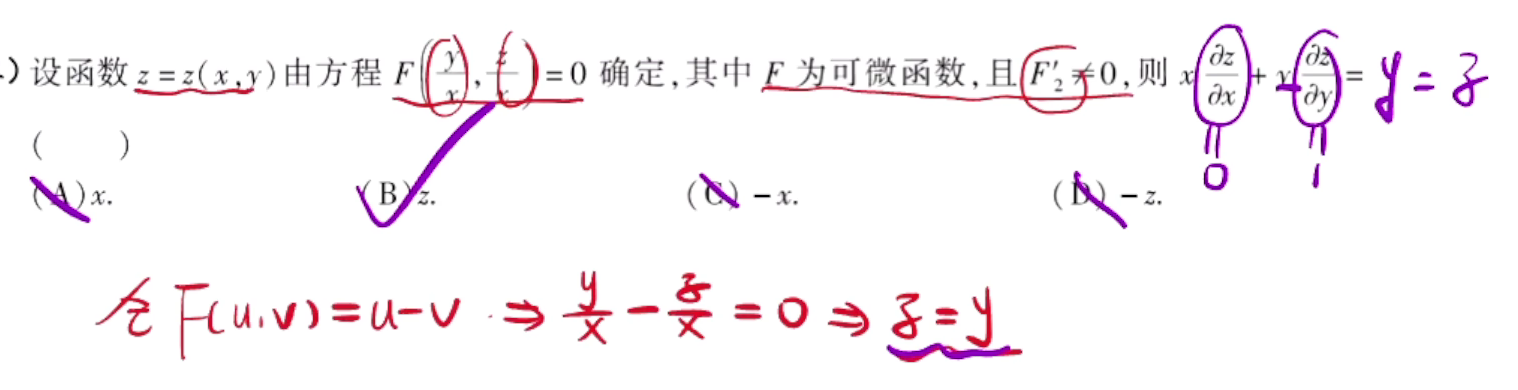 .)设函数 z = z(x,y)由方程 F(y/x, z/x) = 0 确定,其中 F 为可微函数,且 F′₂ ≠ 0,则 x ∂z/∂x + y ∂z/∂y = y = z
( )
(A) x. (B) z. (C) - x. (D) - z.
0 1
令 F(u,v) = u - v ⇒ y/x - z/x = 0 ⇒ z = y